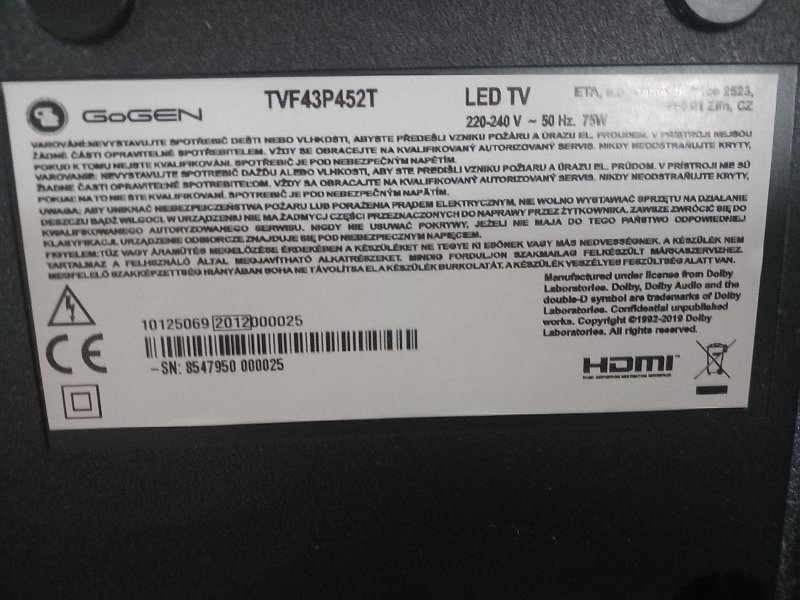 GoGEN
TVF43P452T
LED TV
220-240 V ~ 50 Hz. 75W
ETA, 2523,
Zlín, CZ
VAROVÁNÍ: NEVYSTAVUJTE SPOTŘEBIČ DEŠTI NEBO VLHKOSTI, ABYSTE PŘEDEŠLI VZNIKU POŽÁRU A ÚRAZU EL. PROUDEM. V PŘÍSTROJI NEJSOU
ŽÁDNÉ ČÁSTI OPRAVITELNÉ SPOTŘEBITELEM. VŽDY SE OBRACEJTE NA KVALIFIKOVANÝ AUTORIZOVANÝ SERVIS. NIKDY NEODSTRAŇUJTE KRYTY,
POKUD K TOMU NEJSTE KVALIFIKOVÁNI. SPOTŘEBIČ JE POD NEBEZPEČNÝM NAPĚTÍM.
VAROVANIE: NEVYSTAVUJTE SPOTREBIČ DAŽĎU ALEBO VLHKOSTI, ABY STE PREDIŠLI VZNIKU POŽIARU A ÚRAZU EL. PRÚDOM. V PRÍSTROJI NIE SÚ
ŽIADNE ČASTI OPRAVITEĽNÉ SPOTREBITEĽOM. VŽDY SA OBRACAJTE NA KVALIFIKOVANÝ AUTORIZOVANÝ SERVIS. NIKDY NEODSTRAŇUJTE KRYTY,
POKIAĽ NA TO NIE STE KVALIFIKOVANÍ. SPOTREBIČ JE POD NEBEZPEČNÝM NAPÄTÍM.
UWAGA: ABY UNIKNĄĆ NIEBEZPIECZEŃSTWA POŻARU LUB PORAŻENIA PRĄDEM ELEKTRYCZNYM, NIE WOLNO WYSTAWIAĆ SPRZĘTU NA DZIAŁANIE
DESZCZU BĄDŹ WILGOCI. W URZĄDZENIU NIE MA ŻADNYCH CZĘŚCI PRZEZNACZONYCH DO NAPRAWY PRZEZ UŻYTKOWNIKA. ZAWSZE ZWRÓCIĆ SIĘ DO
KWALIFIKOWANEGO AUTORYZOWANEGO SERWISU. NIGDY NIE USUWAĆ POKRYWY, JEŻELI NIE MAJĄ DO TEGO PAŃSTWO ODPOWIEDNIEJ
KLASYFIKACJI. URZĄDZENIE ODBIORCZE ZNAJDUJE SIĘ POD NIEBEZPIECZNYM NAPIĘCIEM.
FIGYELEM: TŰZ VAGY ÁRAMÜTÉS MEGELŐZÉSE ÉRDEKÉBEN A KÉSZÜLÉKET NE TEGYE KI ESŐNEK VAGY MÁS NEDVESSÉGNEK. A KÉSZÜLÉK NEM
TARTALMAZ A FELHASZNÁLÓ ÁLTAL MEGJAVÍTHATÓ ALKATRÉSZEKET. MINDIG FORDULJON SZAKMAILAG FELKÉSZÜLT MÁRKASZERVIZHEZ.
MEGFELELŐ SZAKKÉPZETTSÉG HIÁNYÁBAN SOHA NE TÁVOLÍTSA EL A KÉSZÜLÉK BURKOLATÁT. A KÉSZÜLÉK VESZÉLYES FESZÜLTSÉG ALATT VAN.
Manufactured under license from Dolby
Laboratories. Dolby, Dolby Audio and the
double-D symbol are trademarks of Dolby
Laboratories. Confidential unpublished
works. Copyright ©1992-2019 Dolby
Laboratories. All rights reserved.
10125069 2012 000025
-SN: 8547950 000025
CE
HDMI
HIGH-DEFINITION MULTIMEDIA INTERFACE